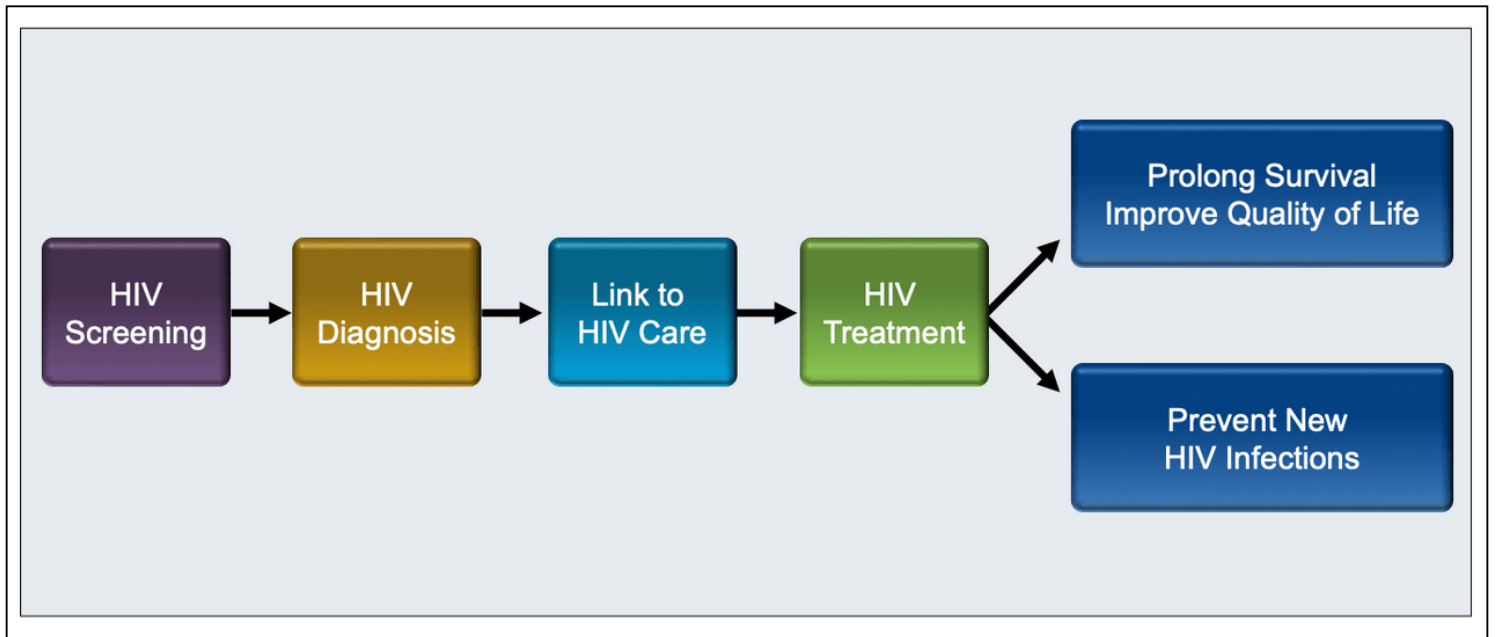 HIV
Screening
HIV
Diagnosis
Link to
HIV Care
HIV
Treatment
Prolong Survival
Improve Quality of Life
Prevent New
HIV Infections